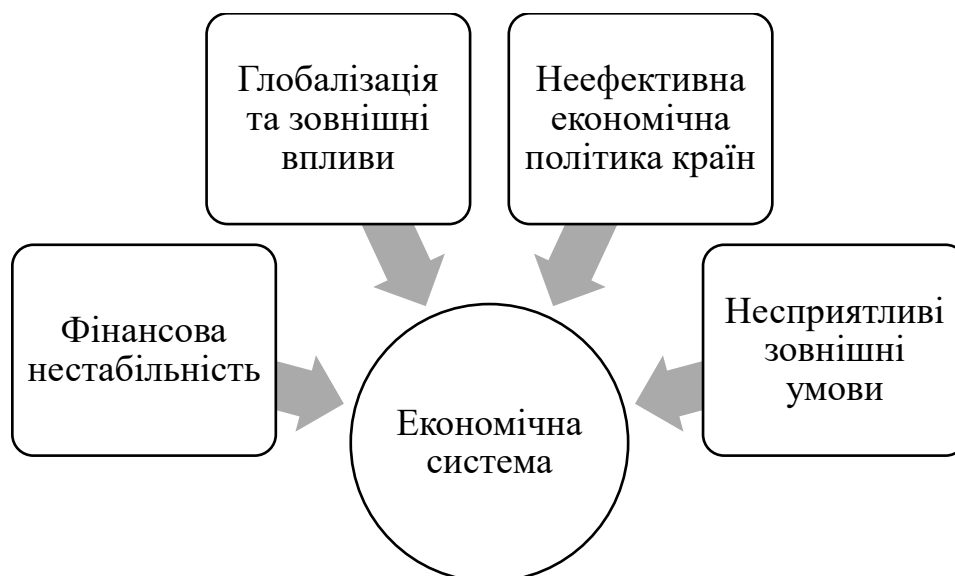 Глобалізація
та зовнішні
впливи
Неефективна
економічна
політика країн
Фінансова
нестабільність
Несприятливі
зовнішні
умови
Економічна
система